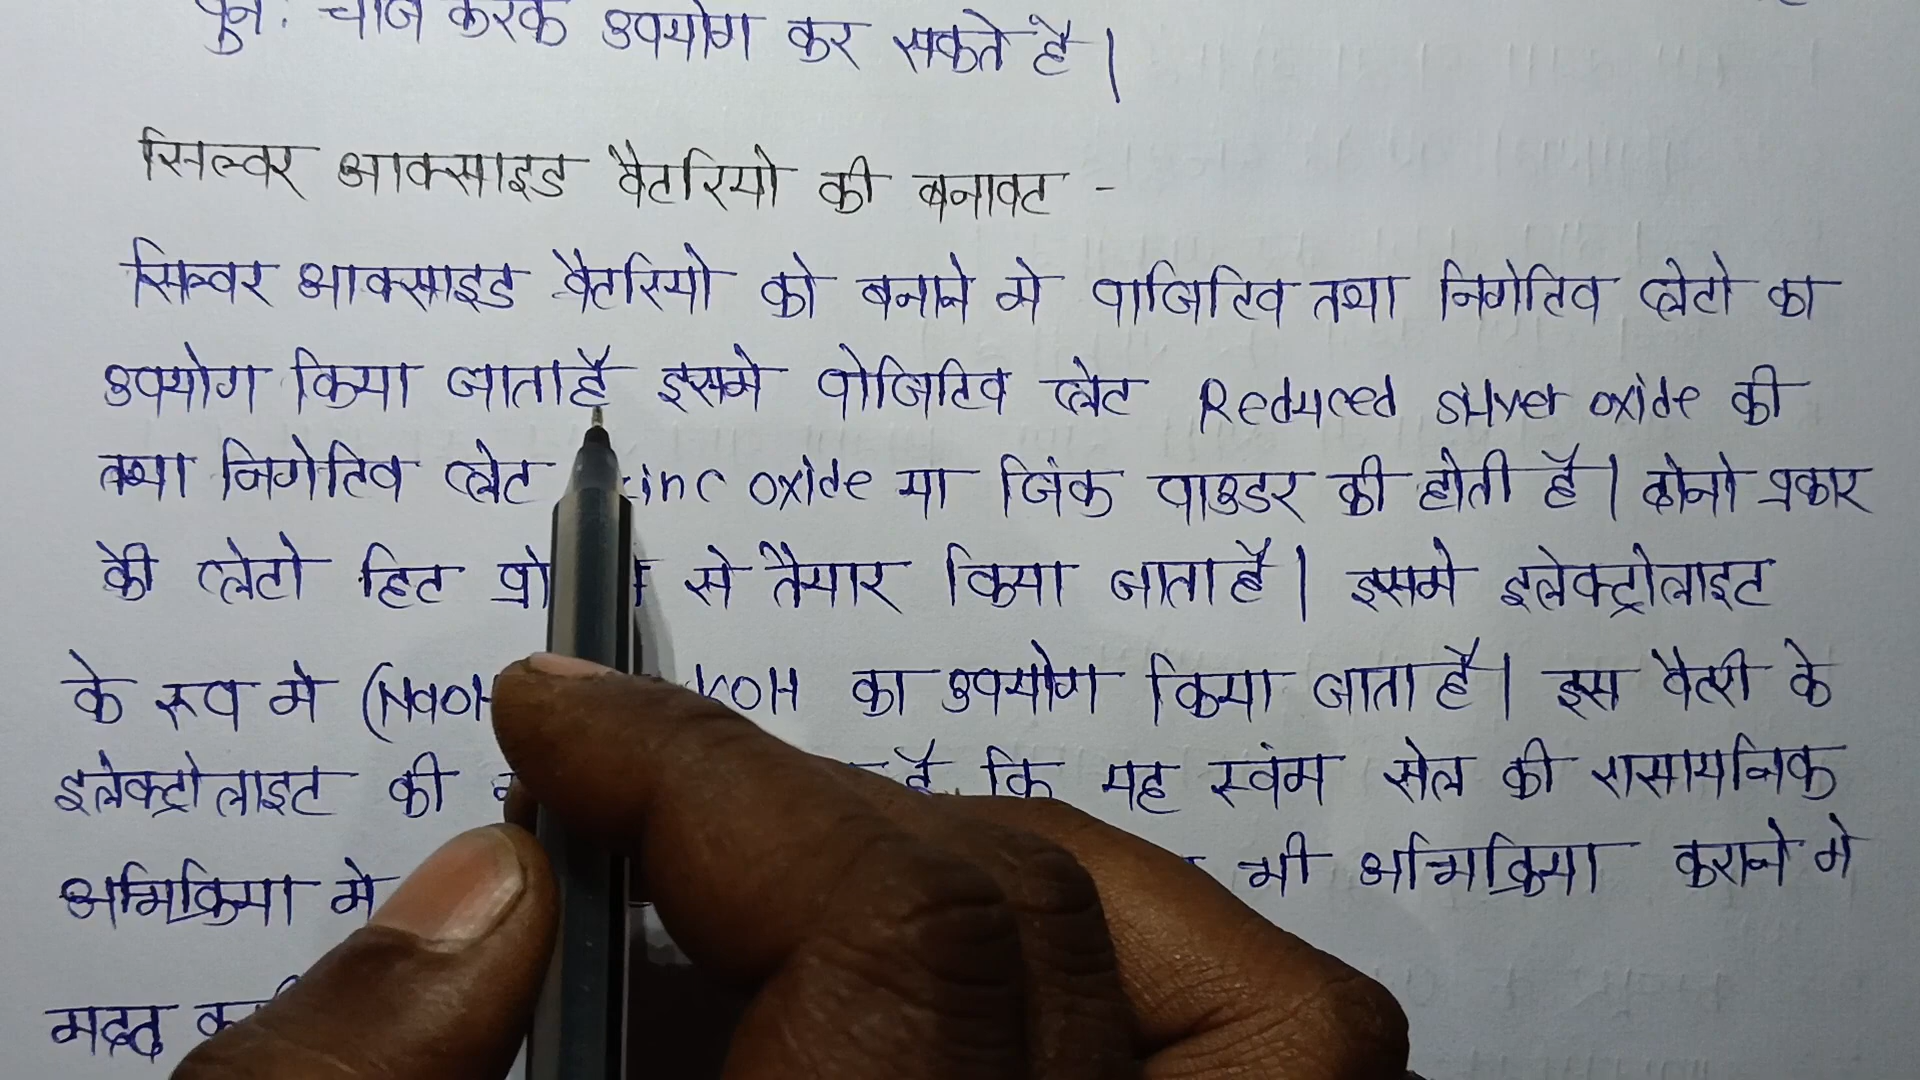 पुन: चार्ज करके उपयोग कर सकते है।
सिल्वर आक्साइड बैटरियो की बनावट -
सिल्वर आक्साइड बैटरियो को बनाने मे पाजिटिव तथा निगेटिव प्लेटो का
उपयोग किया जाता है इसमे पोजिटिव प्लेट Reduced silver oxide की
तथा निगेटिव प्लेट zinc oxide या जिंक पाउडर की होती है। दोनो प्रकार
की प्लेटो हिट से तैयार किया जाता है। इसमे इलेक्ट्रोलाइट
के रूप मे (NaOH KOH का उपयोग किया जाता है। इस बैटरी के
इलेक्ट्रोलाइट की है कि यह स्वंम सेल की रासायनिक
अभिक्रिया मे भी अभिक्रिया कराने मे
मदद